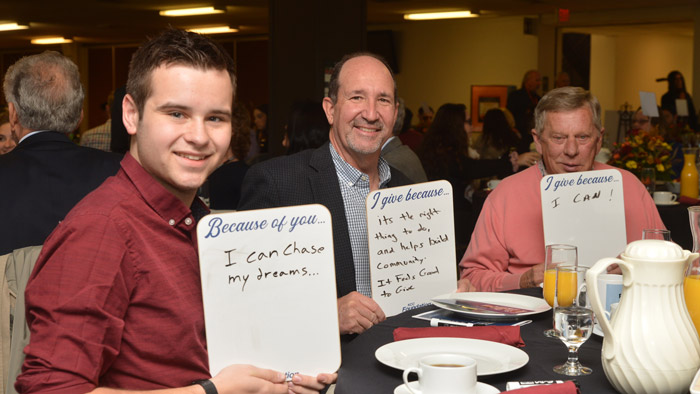 Because of you...
I can chase
my dreams...
I give because...
It's the right
thing to do,
and helps build
community.
It Feels Good
to Give
I give because...
I CAN!